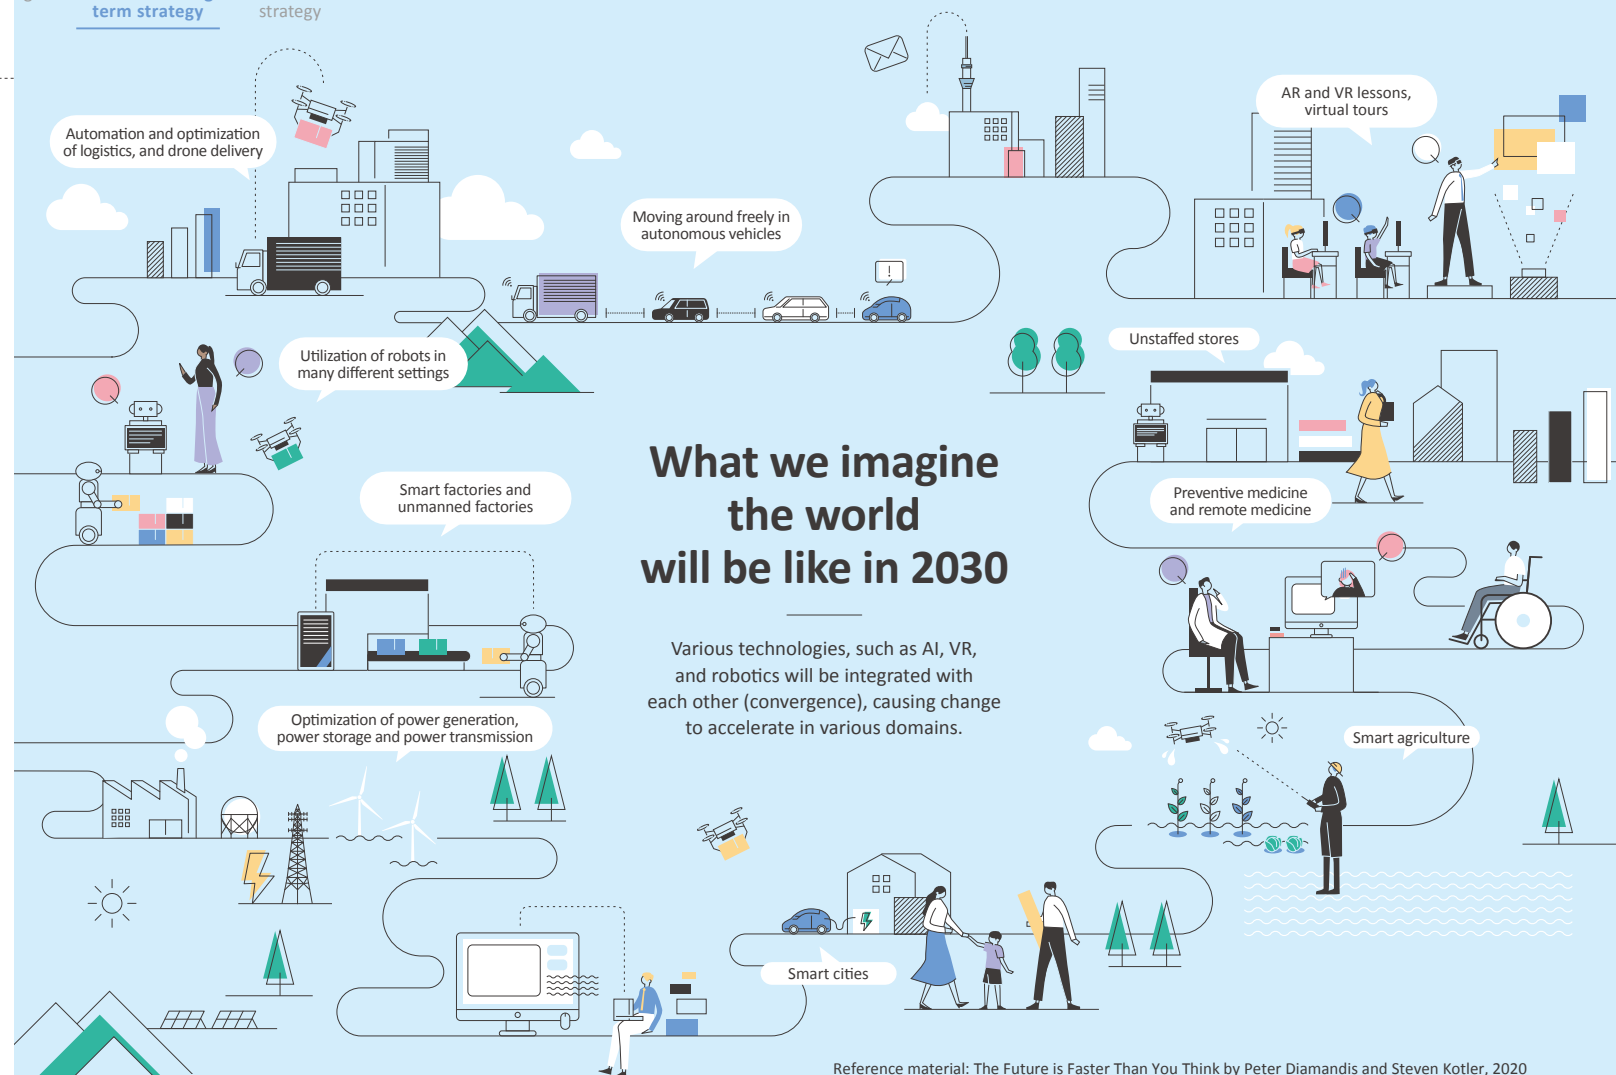 term strategy
strategy
Automation and optimization
of logistics, and drone delivery
Moving around freely in
autonomous vehicles
!
AR and VR lessons,
virtual tours
Utilization of robots in
many different settings
Unstaffed stores
Smart factories and
unmanned factories
What we imagine
the world
will be like in 2030
Various technologies, such as AI, VR,
and robotics will be integrated with
each other (convergence), causing change
to accelerate in various domains.
Preventive medicine
and remote medicine
Optimization of power generation,
power storage and power transmission
Smart agriculture
Smart cities
Reference material: The Future is Faster Than You Think by Peter Diamandis and Steven Kotler, 2020